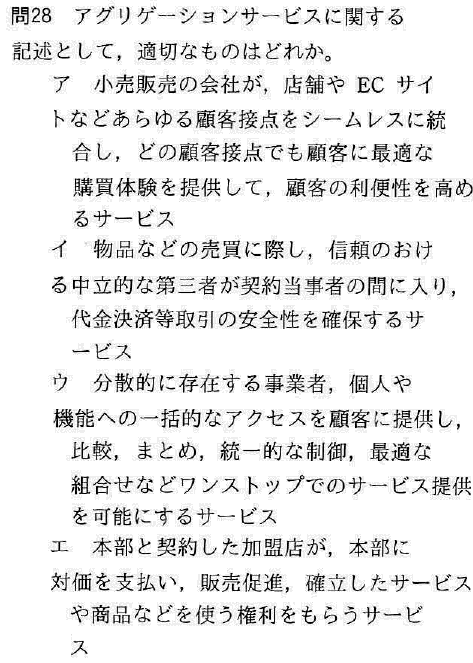 問28 アグリゲーションサービスに関する
記述として，適切なものはどれか。
ア 小売販売の会社が，店舗や EC サイ
トなどあらゆる顧客接点をシームレスに統
合し，どの顧客接点でも顧客に最適な
購買体験を提供して，顧客の利便性を高め
るサービス
イ 物品などの売買に際し，信頼のおけ
る中立的な第三者が契約当事者の間に入り，
代金決済等取引の安全性を確保するサ
ービス
ウ 分散的に存在する事業者，個人や
機能への一括的なアクセスを顧客に提供し，
比較，まとめ，統一的な制御，最適な
組合せなどワンストップでのサービス提供
を可能にするサービス
エ 本部と契約した加盟店が，本部に
対価を支払い，販売促進，確立したサービス
や商品などを使う権利をもらうサービ
ス